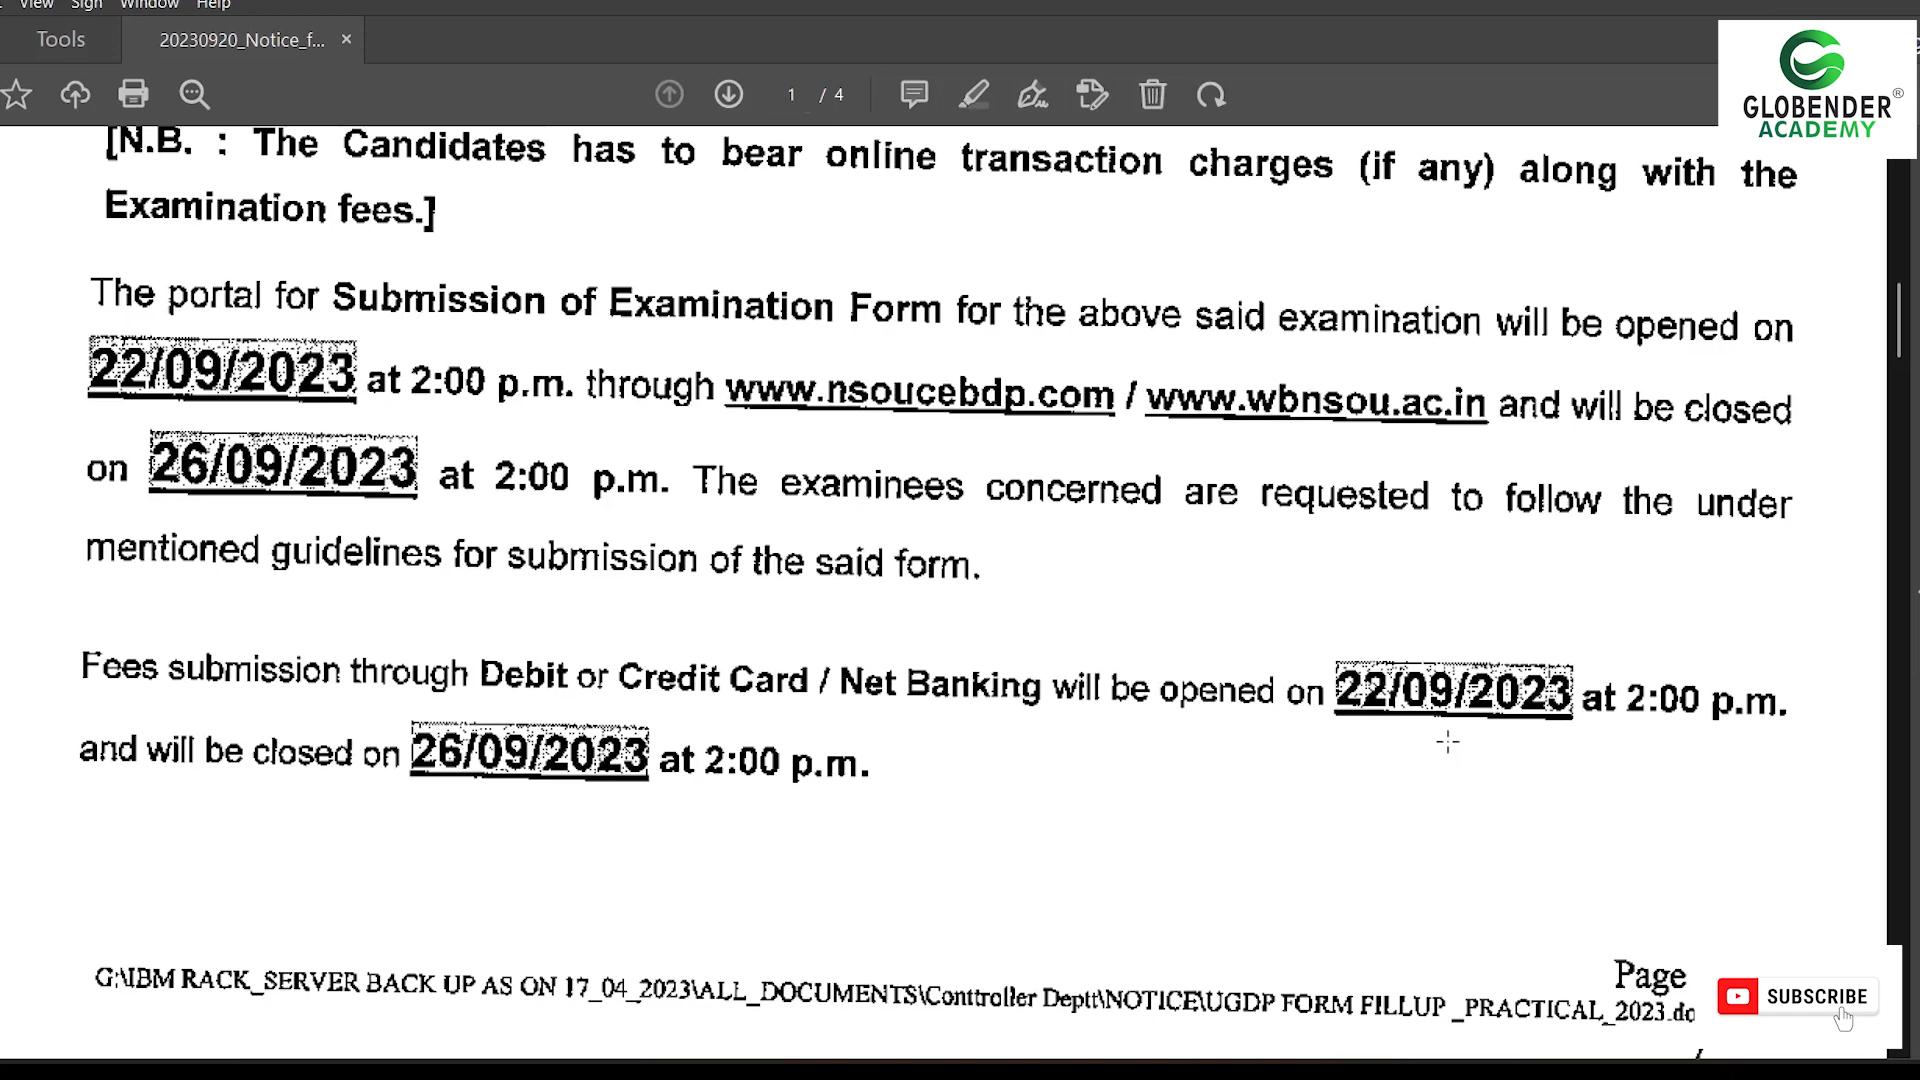 View Sign Window Help
Tools 20230920_Notice_f... ×
1 / 4
GLOBENDER®
ACADEMY
[N.B. : The Candidates has to bear online transaction charges (if any) along with the
Examination fees.]
The portal for Submission of Examination Form for the above said examination will be opened on
22/09/2023 at 2:00 p.m. through www.nsoucebdp.com / www.wbnsou.ac.in and will be closed
on 26/09/2023 at 2:00 p.m. The examinees concerned are requested to follow the under
mentioned guidelines for submission of the said form.
Fees submission through Debit or Credit Card / Net Banking will be opened on 22/09/2023 at 2:00 p.m.
and will be closed on 26/09/2023 at 2:00 p.m.
Page
G:\IBM RACK_SERVER BACK UP AS ON 17_04_2023\ALL_DOCUMENTS\Conttroller Deptt\NOTICE\UGDP FORM FILLUP _PRACTICAL_2023.do
SUBSCRIBE